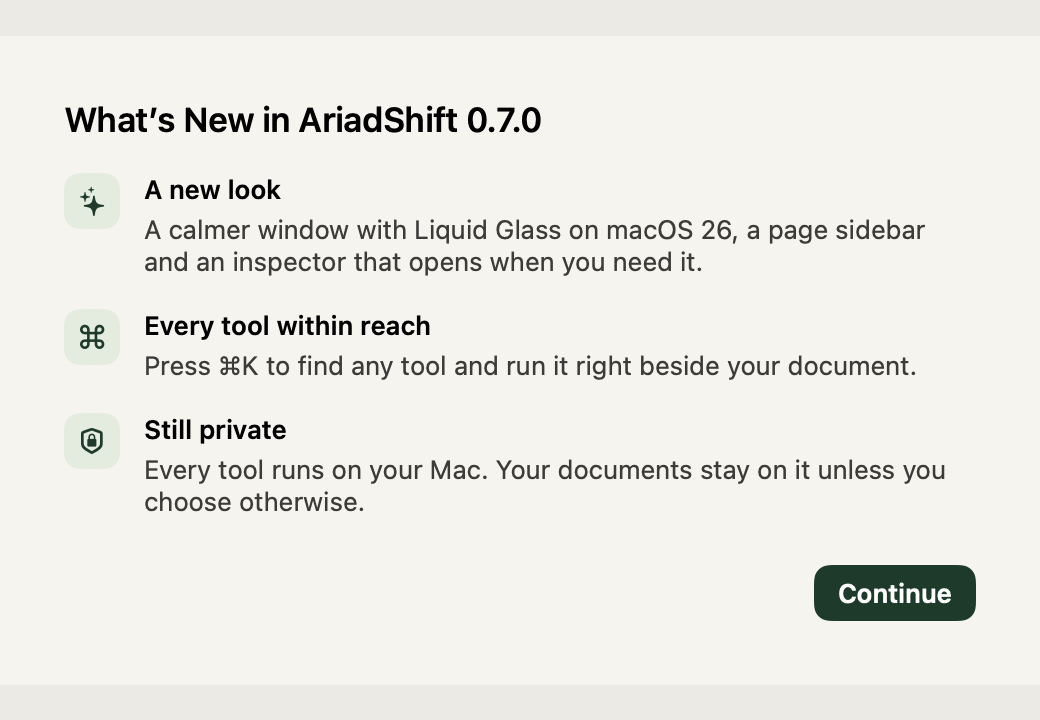 What’s New in AriadShift 0.7.0
A new look
A calmer window with Liquid Glass on macOS 26, a page sidebar
and an inspector that opens when you need it.
Every tool within reach
Press ⌘K to find any tool and run it right beside your document.
Still private
Every tool runs on your Mac. Your documents stay on it unless you
choose otherwise.
Continue